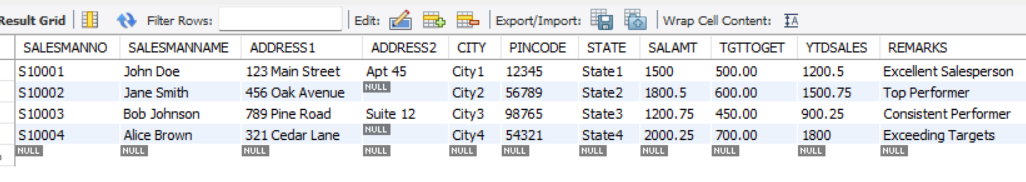 Result Grid Filter Rows: Edit: Export/Import: Wrap Cell Content: IA
SALESMANNO SALESMANNAME ADDRESS1 ADDRESS2 CITY PINCODE STATE SALAMT TGTTOGET YTDSALES REMARKS
S10001 John Doe 123 Main Street Apt 45 City1 12345 State1 1500 500.00 1200.5 Excellent Salesperson
S10002 Jane Smith 456 Oak Avenue NULL City2 56789 State2 1800.5 600.00 1500.75 Top Performer
S10003 Bob Johnson 789 Pine Road Suite 12 City3 98765 State3 1200.75 450.00 900.25 Consistent Performer
S10004 Alice Brown 321 Cedar Lane NULL City4 54321 State4 2000.25 700.00 1800 Exceeding Targets
NULL NULL NULL NULL NULL NULL NULL NULL NULL NULL NULL